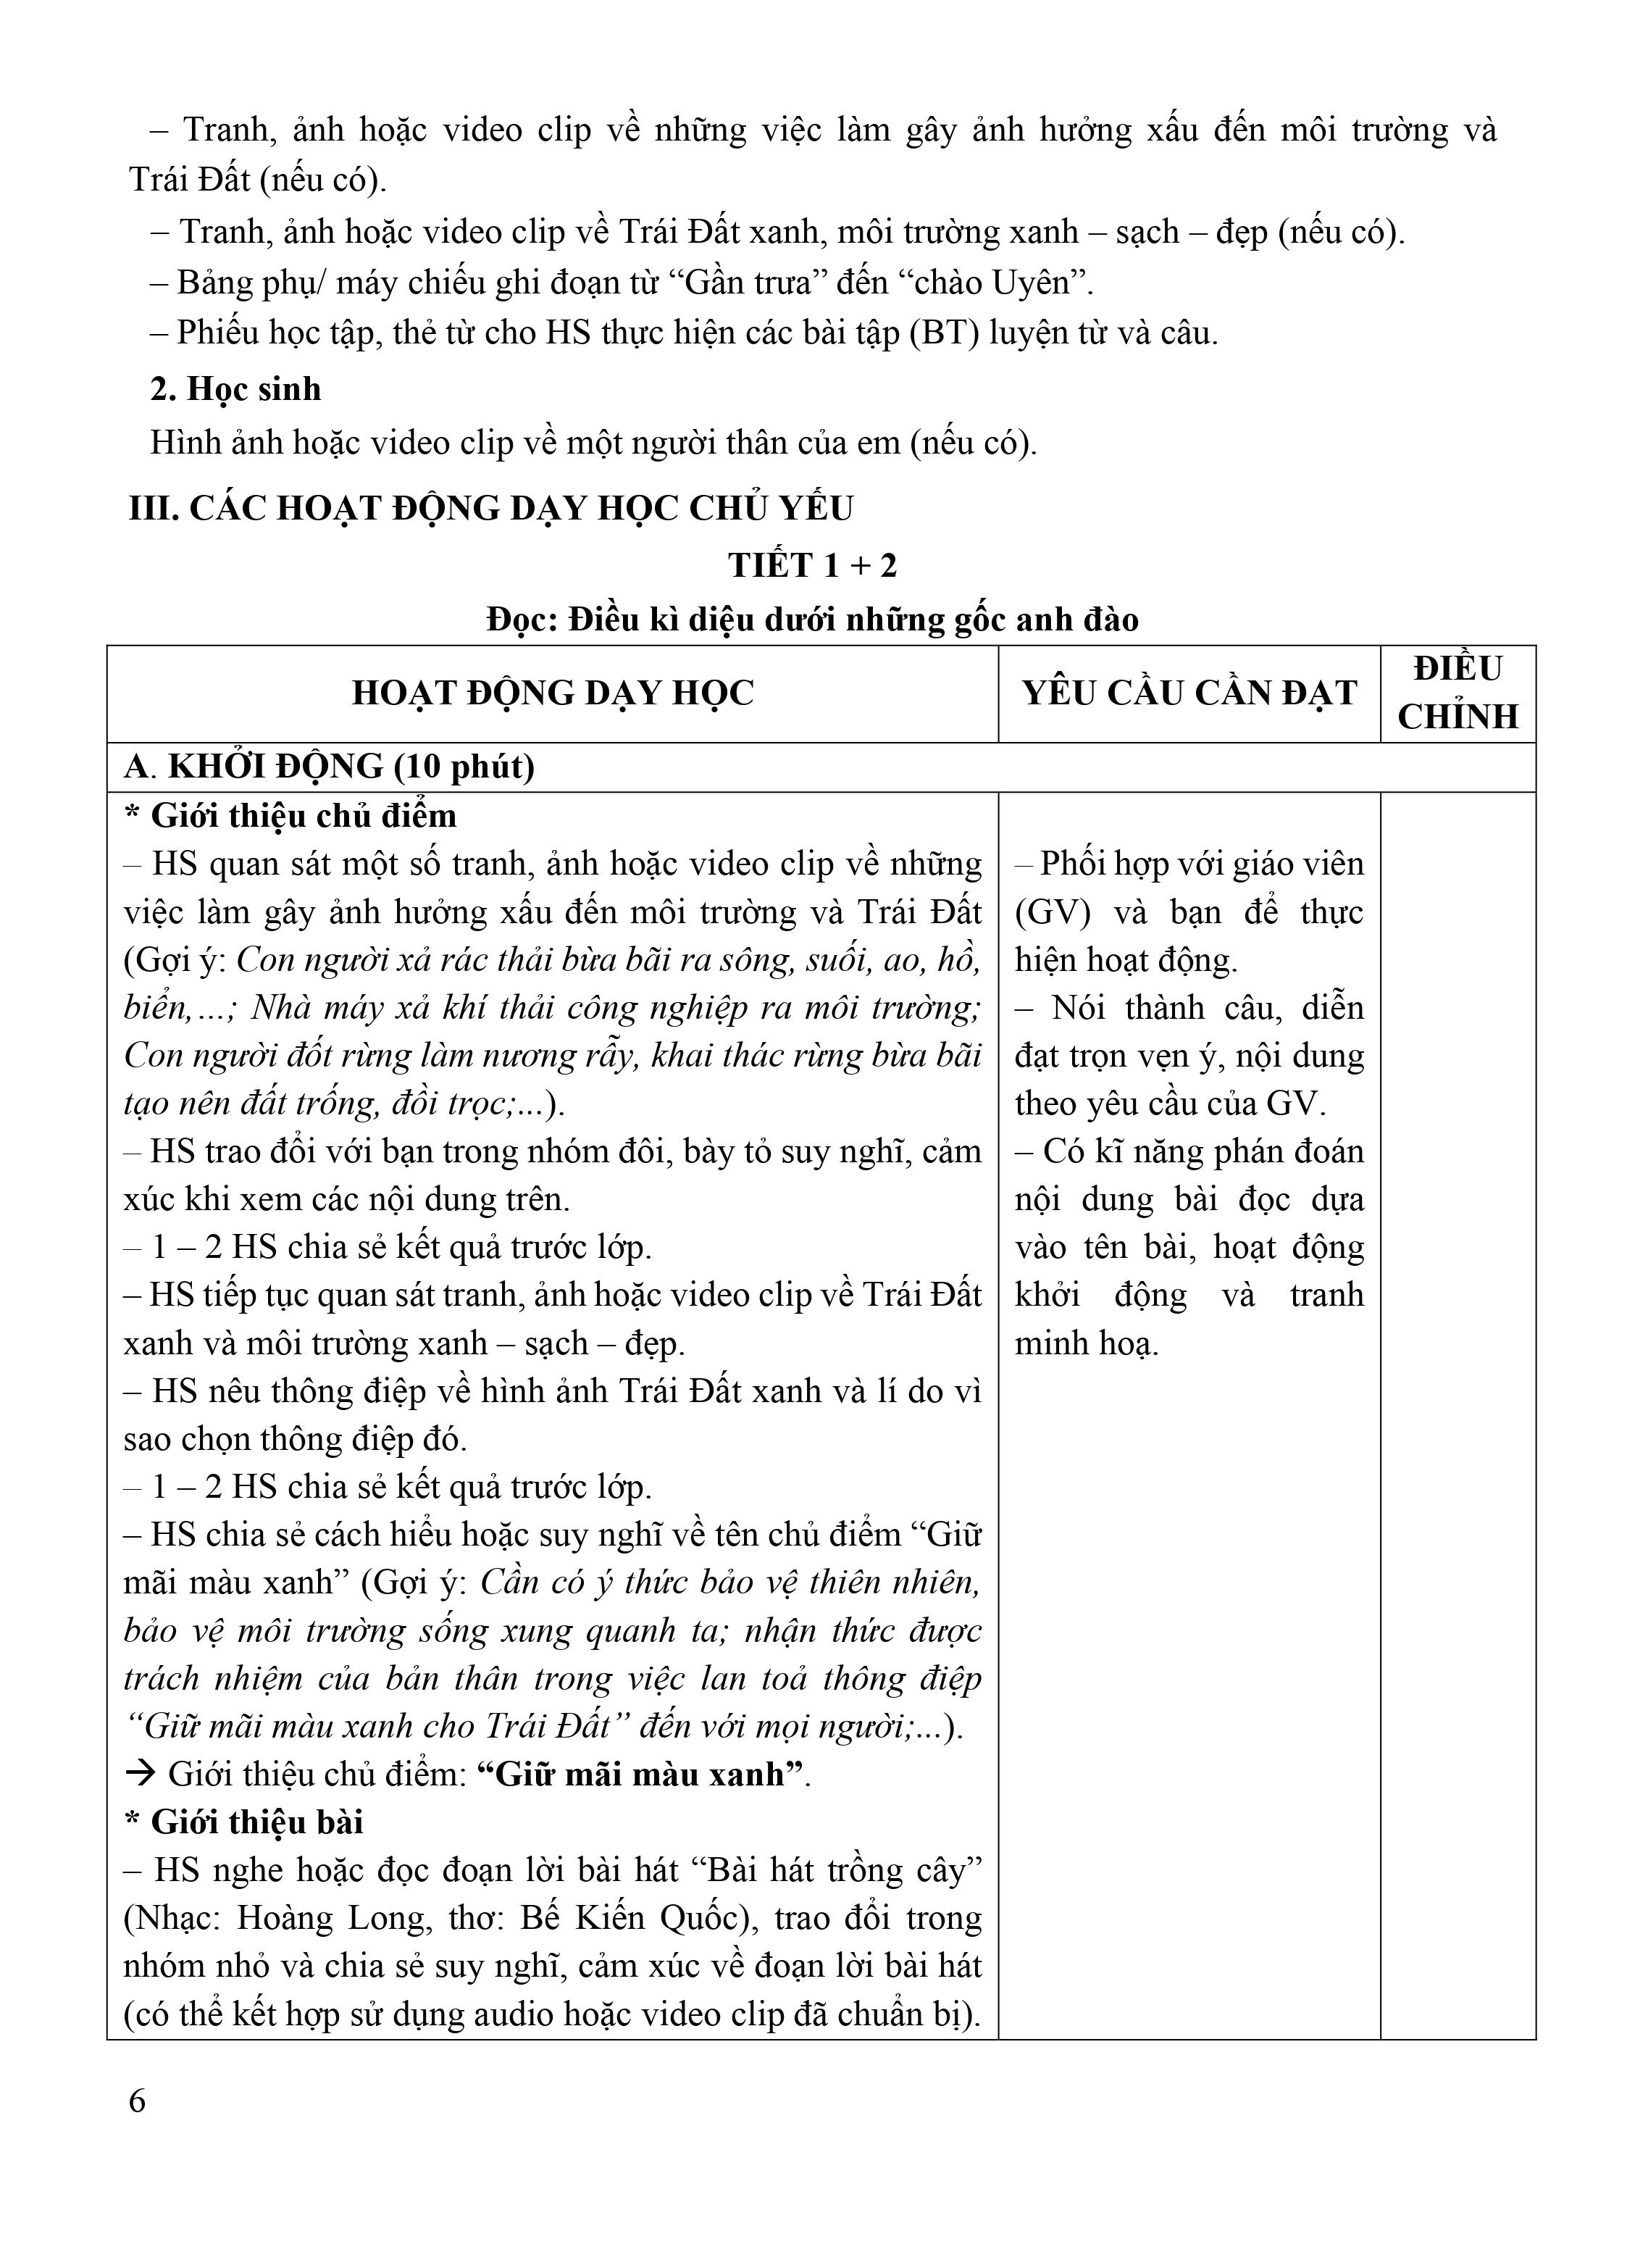 – Tranh, ảnh hoặc video clip về những việc làm gây ảnh hưởng xấu đến môi trường và
Trái Đất (nếu có).
– Tranh, ảnh hoặc video clip về Trái Đất xanh, môi trường xanh – sạch – đẹp (nếu có).
– Bảng phụ/ máy chiếu ghi đoạn từ “Gần trưa” đến “chào Uyên”.
– Phiếu học tập, thẻ từ cho HS thực hiện các bài tập (BT) luyện từ và câu.
2. Học sinh
Hình ảnh hoặc video clip về một người thân của em (nếu có).
III. CÁC HOẠT ĐỘNG DẠY HỌC CHỦ YẾU
TIẾT 1 + 2
Đọc: Điều kì diệu dưới những gốc anh đào
HOẠT ĐỘNG DẠY HỌC
YÊU CẦU CẦN ĐẠT
ĐIỀU
CHỈNH
A. KHỞI ĐỘNG (10 phút)
* Giới thiệu chủ điểm
– HS quan sát một số tranh, ảnh hoặc video clip về những
việc làm gây ảnh hưởng xấu đến môi trường và Trái Đất
(Gợi ý: Con người xả rác thải bừa bãi ra sông, suối, ao, hồ,
biển,…; Nhà máy xả khí thải công nghiệp ra môi trường;
Con người đốt rừng làm nương rẫy, khai thác rừng bừa bãi
tạo nên đất trống, đồi trọc;...).
– HS trao đổi với bạn trong nhóm đôi, bày tỏ suy nghĩ, cảm
xúc khi xem các nội dung trên.
– 1 – 2 HS chia sẻ kết quả trước lớp.
– HS tiếp tục quan sát tranh, ảnh hoặc video clip về Trái Đất
xanh và môi trường xanh – sạch – đẹp.
– HS nêu thông điệp về hình ảnh Trái Đất xanh và lí do vì
sao chọn thông điệp đó.
– 1 – 2 HS chia sẻ kết quả trước lớp.
– HS chia sẻ cách hiểu hoặc suy nghĩ về tên chủ điểm “Giữ
mãi màu xanh” (Gợi ý: Cần có ý thức bảo vệ thiên nhiên,
bảo vệ môi trường sống xung quanh ta; nhận thức được
trách nhiệm của bản thân trong việc lan toả thông điệp
“Giữ mãi màu xanh cho Trái Đất” đến với mọi người;...).
→ Giới thiệu chủ điểm: “Giữ mãi màu xanh”.
* Giới thiệu bài
– HS nghe hoặc đọc đoạn lời bài hát “Bài hát trồng cây”
(Nhạc: Hoàng Long, thơ: Bế Kiến Quốc), trao đổi trong
nhóm nhỏ và chia sẻ suy nghĩ, cảm xúc về đoạn lời bài hát
(có thể kết hợp sử dụng audio hoặc video clip đã chuẩn bị).
– Phối hợp với giáo viên
(GV) và bạn để thực
hiện hoạt động.
– Nói thành câu, diễn
đạt trọn vẹn ý, nội dung
theo yêu cầu của GV.
– Có kĩ năng phán đoán
nội dung bài đọc dựa
vào tên bài, hoạt động
khởi động và tranh
minh hoạ.
6